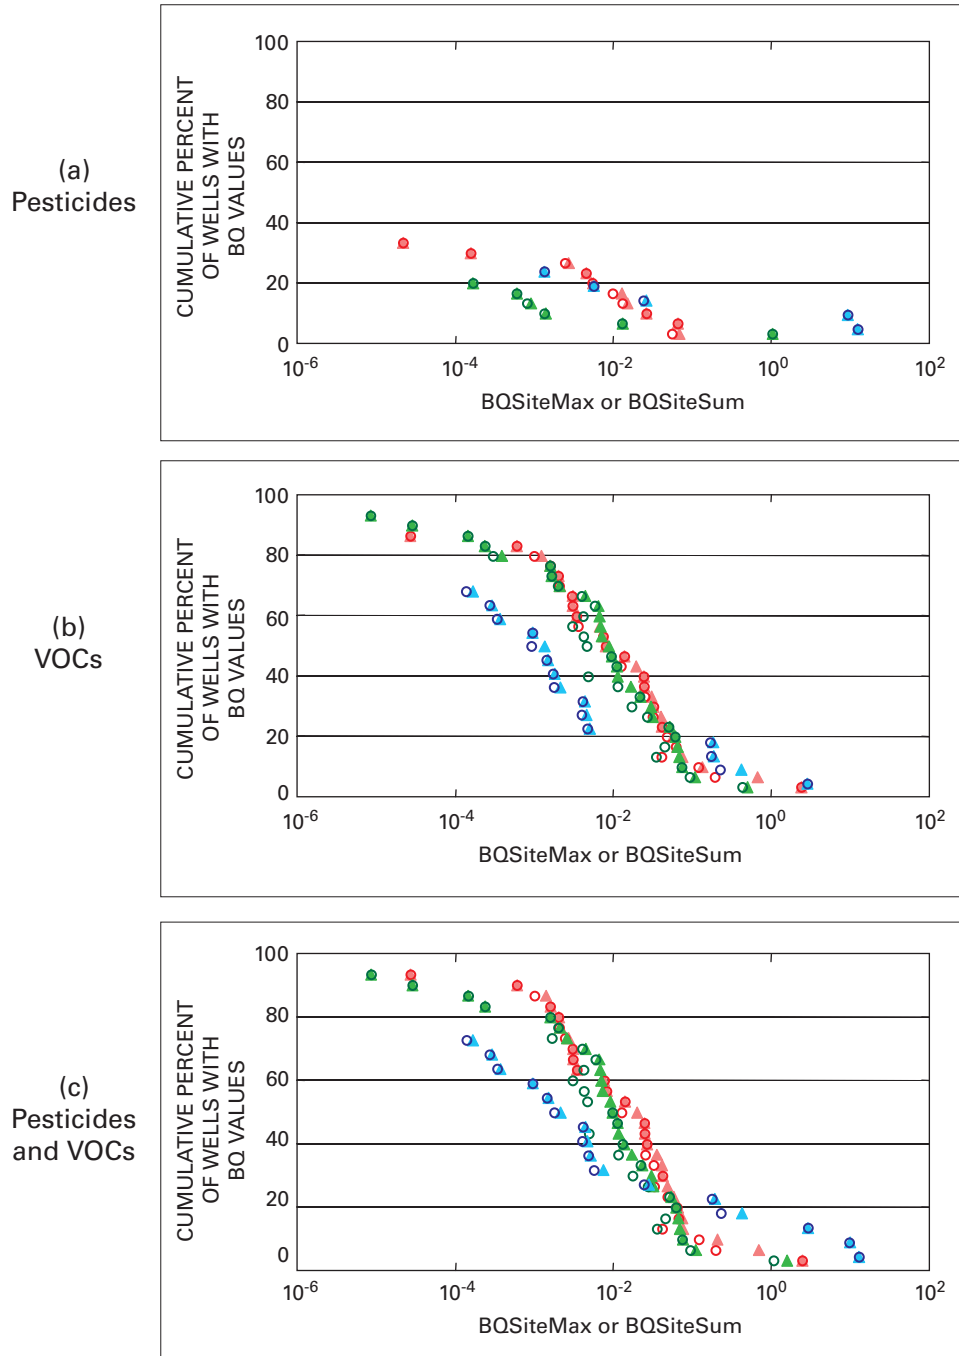 (a)
Pesticides
CUMULATIVE PERCENT
OF WELLS WITH
BQ VALUES
100
80
60
40
20
0
10-6
10-4
10-2
100
102
BQSiteMax or BQSiteSum
(b)
VOCs
CUMULATIVE PERCENT
OF WELLS WITH
BQ VALUES
100
80
60
40
20
0
10-6
10-4
10-2
100
102
BQSiteMax or BQSiteSum
(c)
Pesticides
and VOCs
CUMULATIVE PERCENT
OF WELLS WITH
BQ VALUES
100
80
60
40
20
0
10-6
10-4
10-2
100
102
BQSiteMax or BQSiteSum